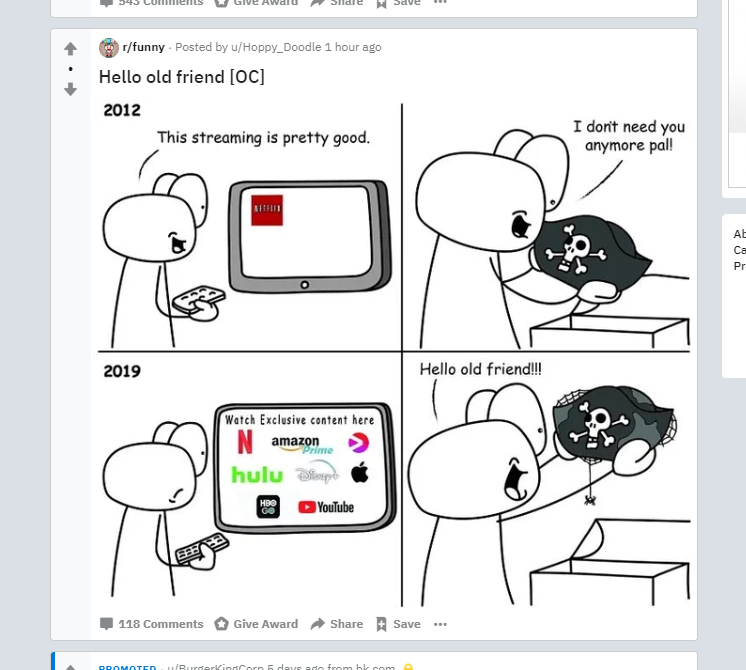 543 Comments Give Award Share Save ...
r/funny · Posted by u/Hoppy_Doodle 1 hour ago
Hello old friend [OC]
2012
This streaming is pretty good.
NETFLIX
I don't need you
anymore pal!
2019
Watch Exclusive content here
N amazon
Prime
hulu Disney+
HBO
GO
YouTube
Hello old friend!!!
118 Comments Give Award Share Save ...
PROMOTED · u/BurgerKingCorp 5 days ago from bk.com
Ab
Ca
Pr